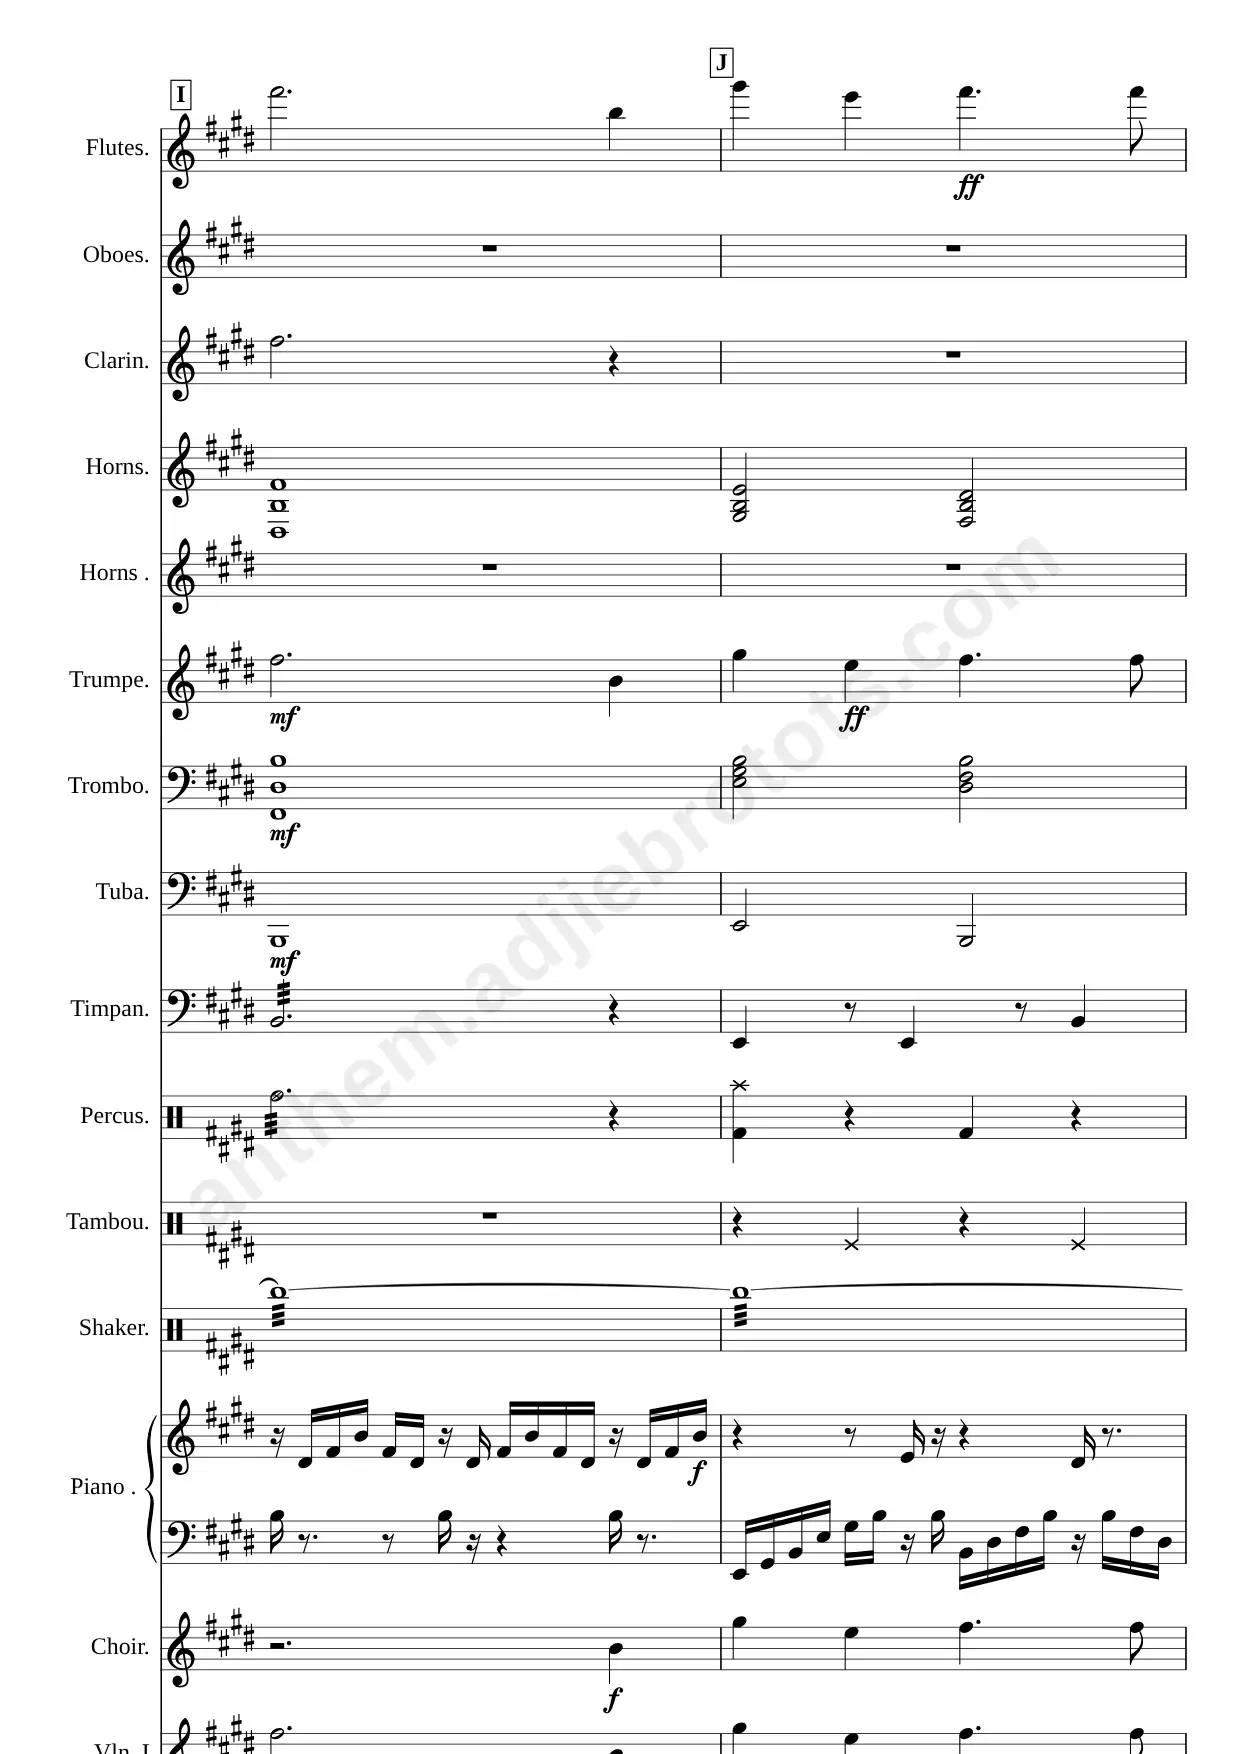 J
I
Flutes.
ff
Oboes.
Clarin.
Horns.
Horns .
Trumpe.
mf
ff
Trombo.
mf
Tuba.
mf
Timpan.
Percus.
Tambou.
Shaker.
Piano .
f
Choir.
f
Vln. I
anthem.adjiebrotots.com